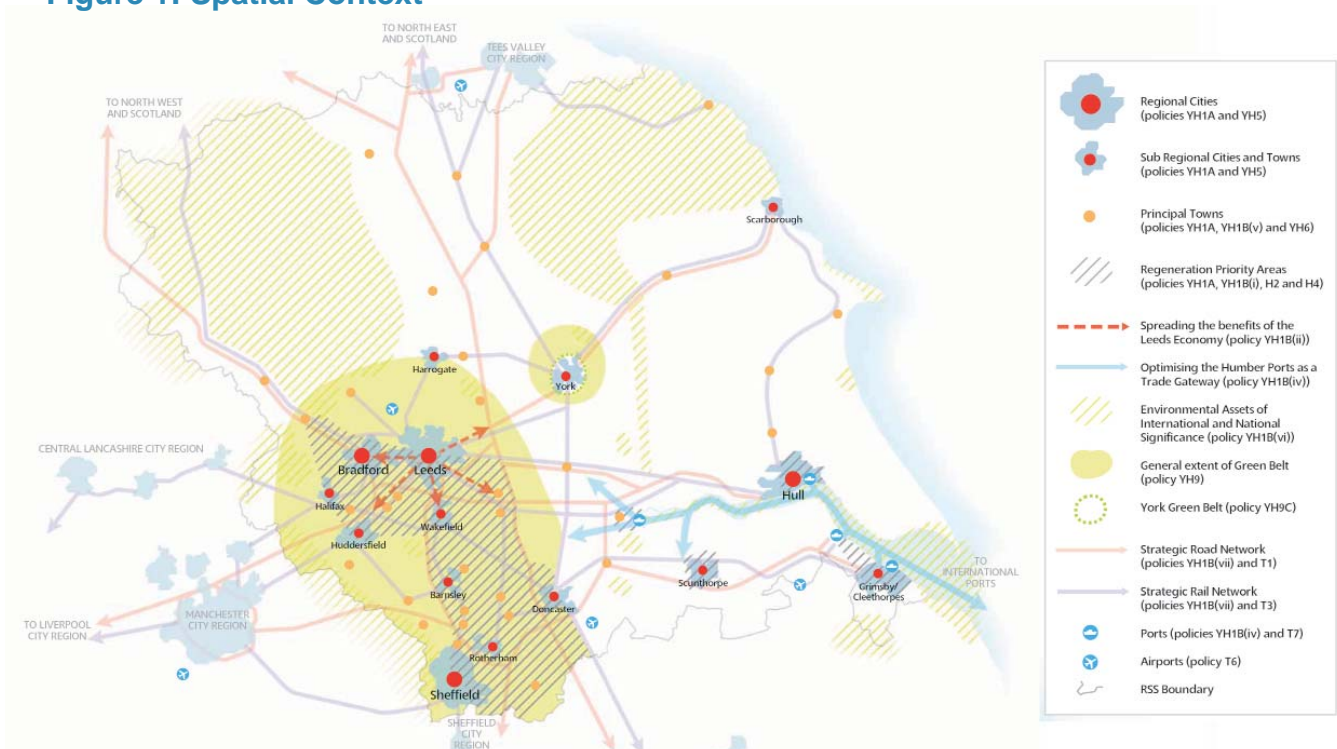 Figure 1: Spatial Context
TO NORTH EAST
AND SCOTLAND
TEES VALLEY
CITY REGION
TO NORTH WEST
AND SCOTLAND
Scarborough
Harrogate
York
CENTRAL LANCASHIRE CITY REGION
Bradford
Leeds
Halifax
Wakefield
Huddersfield
Hull
Barnsley
Doncaster
Scunthorpe
Grimsby/
Cleethorpes
TO
INTERNATIONAL
PORTS
MANCHESTER
CITY REGION
TO LIVERPOOL
CITY REGION
Rotherham
Sheffield
SHEFFIELD
CITY
REGION
Regional Cities
(policies YH1A and YH5)
Sub Regional Cities and Towns
(policies YH1A and YH5)
Principal Towns
(policies YH1A, YH1B(v) and YH6)
Regeneration Priority Areas
(policies YH1A, YH1B(i), H2 and H4)
Spreading the benefits of the
Leeds Economy (policy YH1B(ii))
Optimising the Humber Ports as a
Trade Gateway (policy YH1B(iv))
Environmental Assets of
International and National
Significance (policy YH1B(vi))
General extent of Green Belt
(policy YH9)
York Green Belt (policy YH9C)
Strategic Road Network
(policies YH1B(vii) and T1)
Strategic Rail Network
(policies YH1B(vii) and T3)
Ports (policies YH1B(iv) and T7)
Airports (policy T6)
RSS Boundary